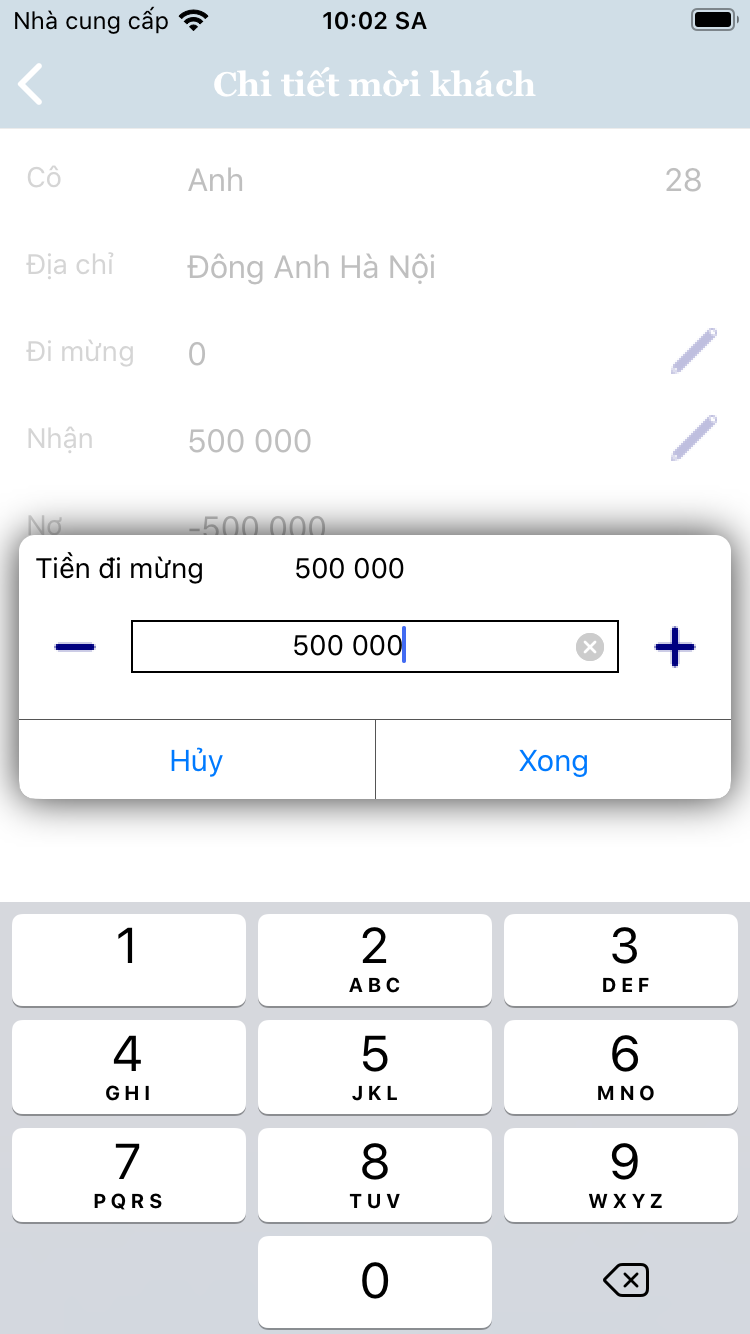 Nhà cung cấp 10:02 SA
Chi tiết mời khách
Cô Anh 28
Địa chỉ Đông Anh Hà Nội
Đi mừng 0
Nhận 500 000
Nợ -500 000
Tiền đi mừng 500 000
500 000
Hủy Xong
1 2 3
ABC DEF
4 5 6
GHI JKL MNO
7 8 9
PQRS TUV WXYZ
0